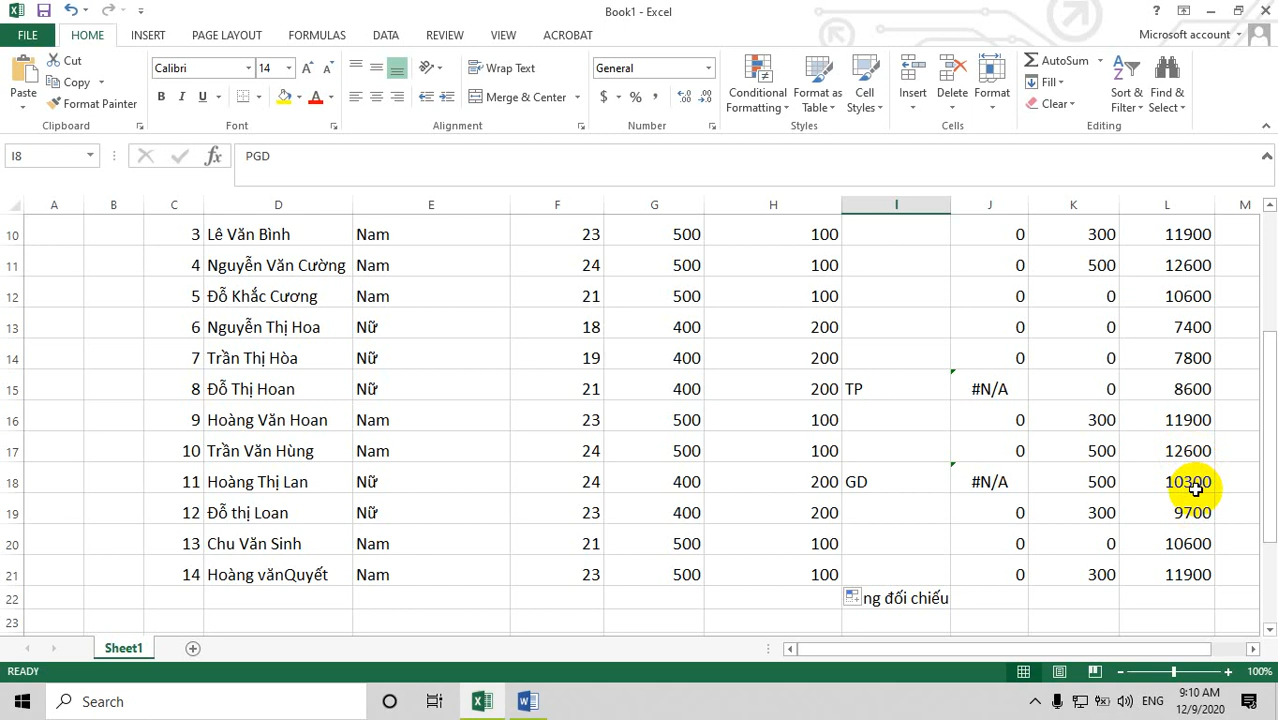 Book1 - Excel
FILE HOME INSERT PAGE LAYOUT FORMULAS DATA REVIEW VIEW ACROBAT Microsoft account
Cut Calibri 14 Wrap Text General AutoSum
Copy Fill
Paste Format Painter B I U Merge & Center $ % , Conditional Formatting Format as Table Cell Styles Insert Delete Format Clear Sort & Filter Find & Select
Clipboard Font Alignment Number Styles Cells Editing
I8 fx PGD
A B C D E F G H I J K L M
10 3 Lê Văn Bình Nam 23 500 100 0 300 11900
11 4 Nguyễn Văn Cường Nam 24 500 100 0 500 12600
12 5 Đỗ Khắc Cương Nam 21 500 100 0 0 10600
13 6 Nguyễn Thị Hoa Nữ 18 400 200 0 0 7400
14 7 Trần Thị Hòa Nữ 19 400 200 0 0 7800
15 8 Đỗ Thị Hoan Nữ 21 400 200 TP #N/A 0 8600
16 9 Hoàng Văn Hoan Nam 23 500 100 0 300 11900
17 10 Trần Văn Hùng Nam 24 500 100 0 500 12600
18 11 Hoàng Thị Lan Nữ 24 400 200 GD #N/A 500 10300
19 12 Đỗ thị Loan Nữ 23 400 200 0 300 9700
20 13 Chu Văn Sinh Nam 21 500 100 0 0 10600
21 14 Hoàng vănQuyết Nam 23 500 100 0 300 11900
22 ng đối chiếu
23
Sheet1
READY 100%
Search ENG 9:10 AM
12/9/2020